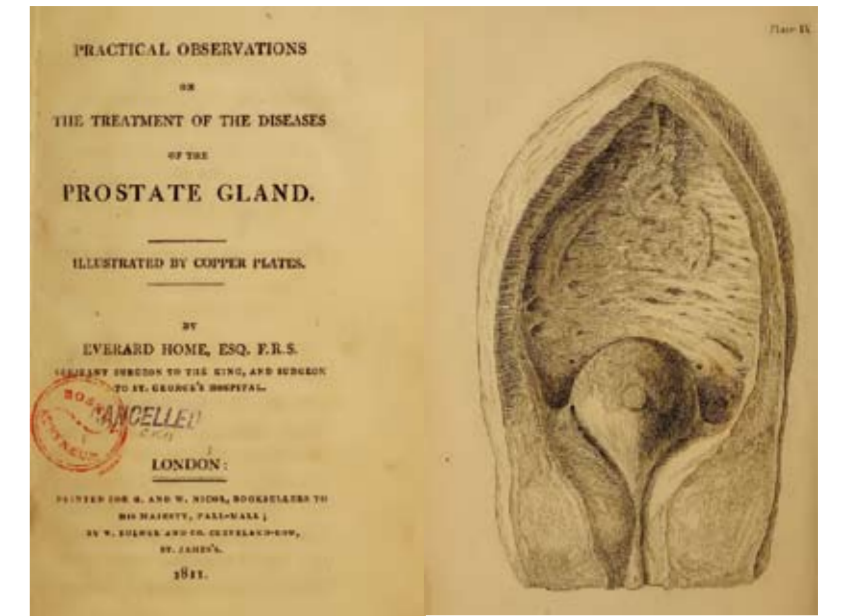 PRACTICAL OBSERVATIONS
ON
THE TREATMENT OF THE DISEASES
OF THE
PROSTATE GLAND.
ILLUSTRATED BY COPPER PLATES.
BY
EVERARD HOME, ESQ. F.R.S.
SERJEANT SURGEON TO THE KING, AND SURGEON
TO ST. GEORGE'S HOSPITAL.
BOSTON
ATHENÆUM
CANCELLED
LONDON:
PRINTED FOR G. AND W. NICOL, BOOKSELLERS TO
HIS MAJESTY, PALL-MALL;
BY W. BULMER AND CO. CLEVELAND-ROW,
ST. JAMES'S.
1811.
Plate IX